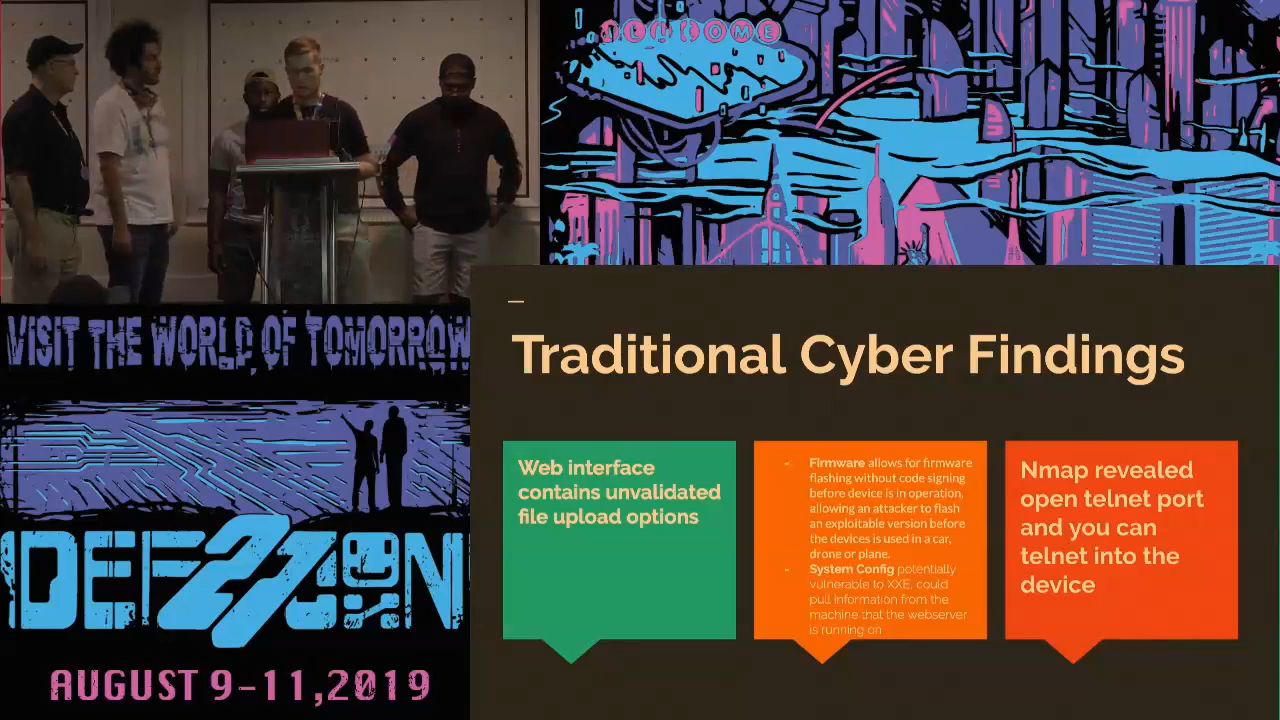 WELCOME
VISIT THE WORLD OF TOMORROW
DEFCON
27
AUGUST 9-11,2019
Traditional Cyber Findings
Web interface
contains unvalidated
file upload options
- Firmware allows for firmware
flashing without code signing
before device is in operation,
allowing an attacker to flash
an exploitable version before
the devices is used in a car,
drone or plane.
- System Config potentially
vulnerable to XXE, could
pull information from the
machine that the webserver
is running on
Nmap revealed
open telnet port
and you can
telnet into the
device